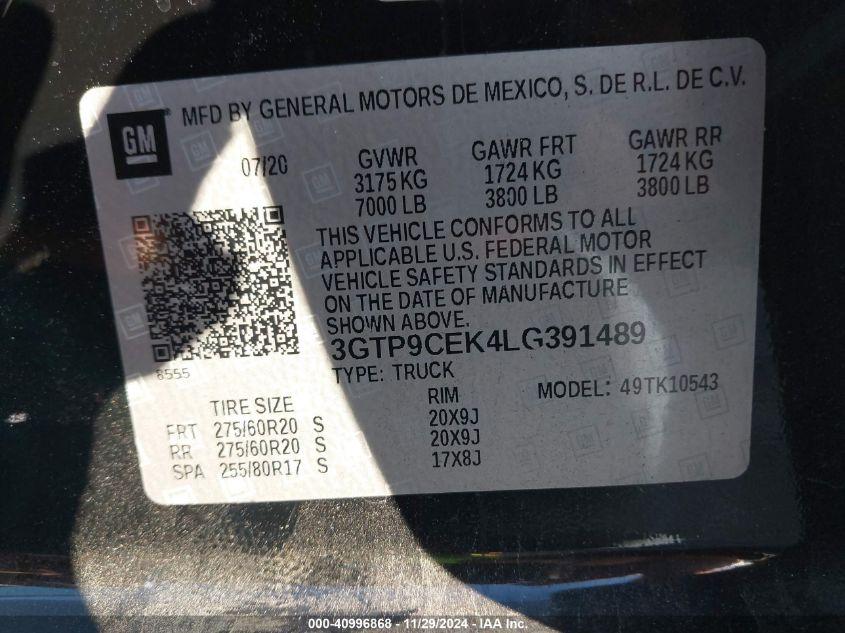 GM ®
MFD BY GENERAL MOTORS DE MEXICO, S. DE R.L. DE C.V.
07/20 GVWR GAWR FRT GAWR RR
3175 KG 1724 KG 1724 KG
7000 LB 3800 LB 3800 LB
THIS VEHICLE CONFORMS TO ALL
APPLICABLE U.S. FEDERAL MOTOR
VEHICLE SAFETY STANDARDS IN EFFECT
ON THE DATE OF MANUFACTURE
SHOWN ABOVE.
3GTP9CEK4LG391489
8555
TYPE: TRUCK
MODEL: 49TK10543
TIRE SIZE RIM
FRT 275/60R20 S 20X9J
RR 275/60R20 S 20X9J
SPA 255/80R17 S 17X8J
000-40996868 - 11/29/2024 - IAA Inc.